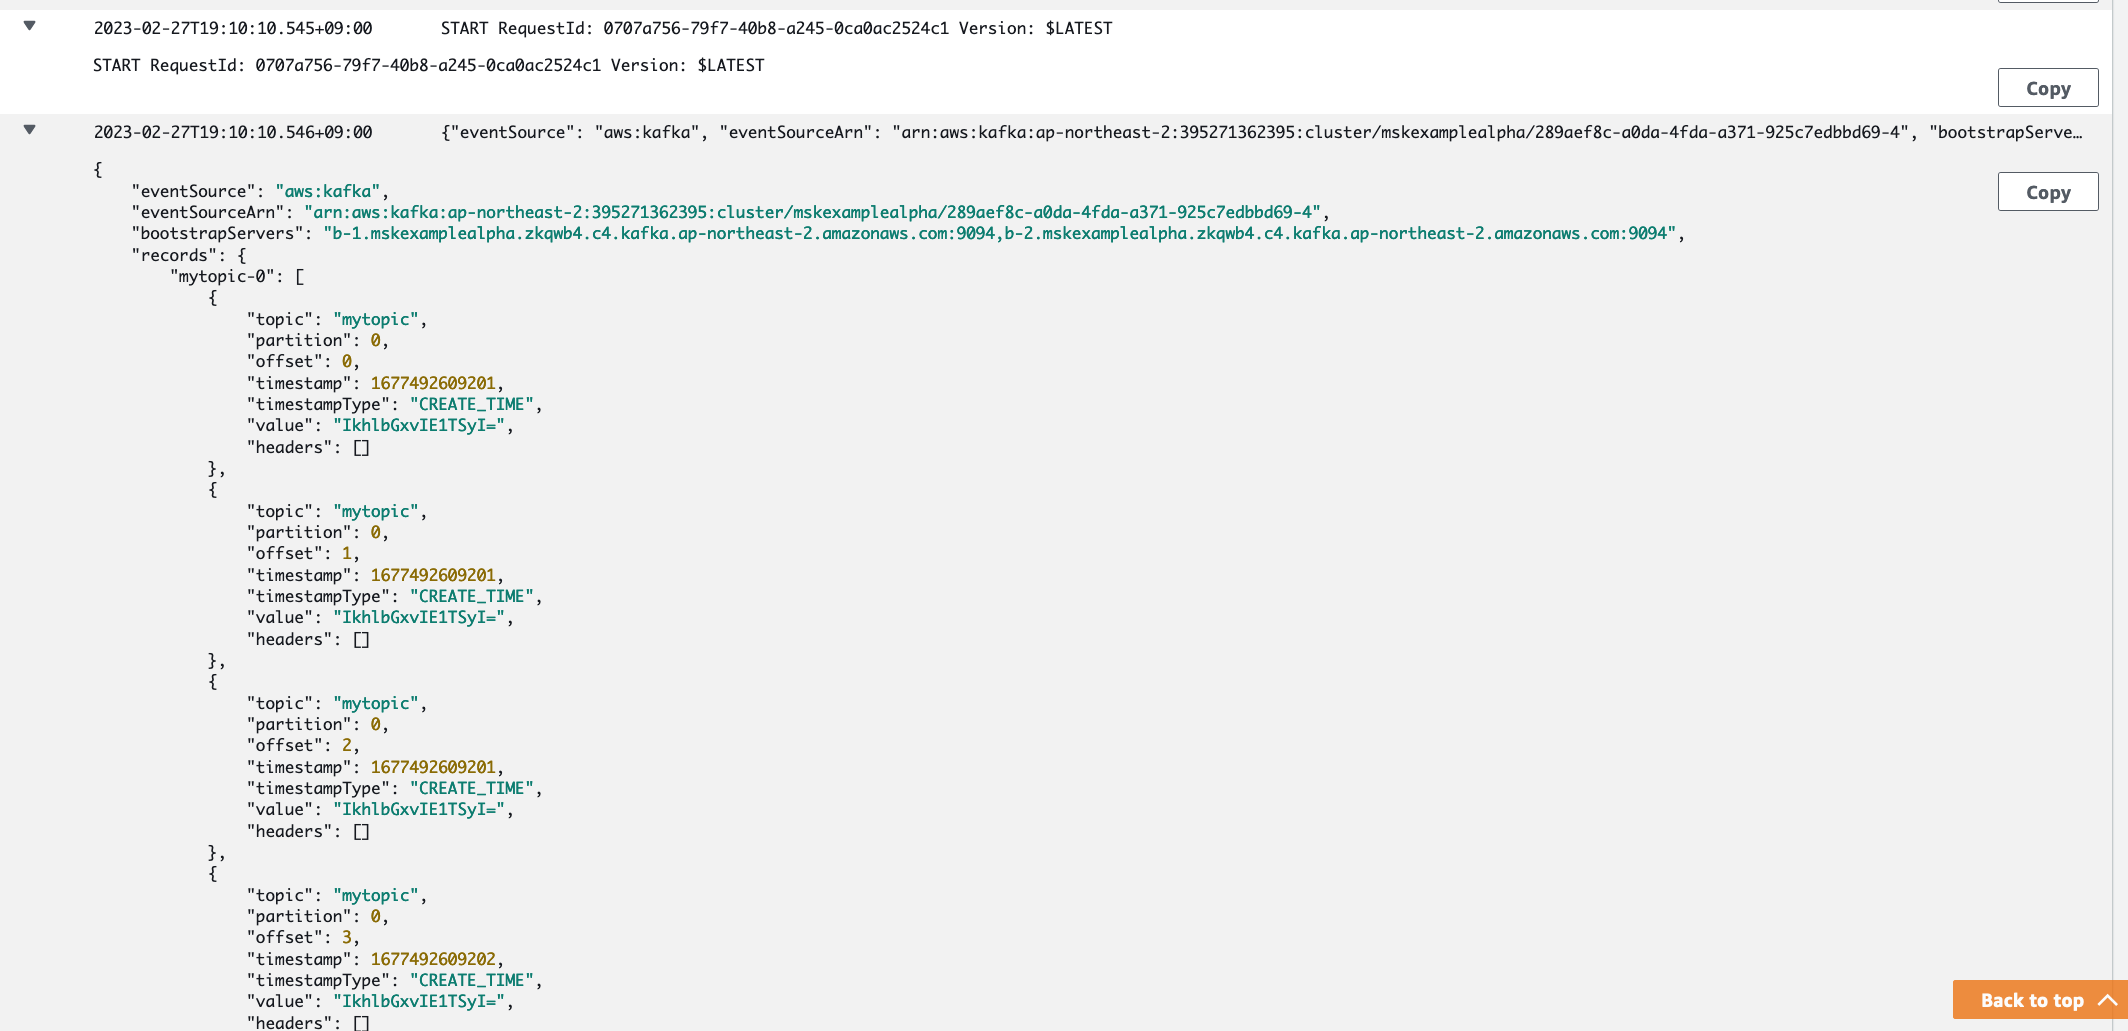 2023-02-27T19:10:10.545+09:00 START RequestId: 0707a756-79f7-40b8-a245-0ca0ac2524c1 Version: $LATEST
START RequestId: 0707a756-79f7-40b8-a245-0ca0ac2524c1 Version: $LATEST
Copy
2023-02-27T19:10:10.546+09:00 {"eventSource": "aws:kafka", "eventSourceArn": "arn:aws:kafka:ap-northeast-2:395271362395:cluster/mskexamplealpha/289aef8c-a0da-4fda-a371-925c7edbbd69-4", "bootstrapServe…
{
Copy
"eventSource": "aws:kafka",
"eventSourceArn": "arn:aws:kafka:ap-northeast-2:395271362395:cluster/mskexamplealpha/289aef8c-a0da-4fda-a371-925c7edbbd69-4",
"bootstrapServers": "b-1.mskexamplealpha.zkqwb4.c4.kafka.ap-northeast-2.amazonaws.com:9094,b-2.mskexamplealpha.zkqwb4.c4.kafka.ap-northeast-2.amazonaws.com:9094",
"records": {
"mytopic-0": [
{
"topic": "mytopic",
"partition": 0,
"offset": 0,
"timestamp": 1677492609201,
"timestampType": "CREATE_TIME",
"value": "IkhlbGxvIE1TSyI=",
"headers": []
},
{
"topic": "mytopic",
"partition": 0,
"offset": 1,
"timestamp": 1677492609201,
"timestampType": "CREATE_TIME",
"value": "IkhlbGxvIE1TSyI=",
"headers": []
},
{
"topic": "mytopic",
"partition": 0,
"offset": 2,
"timestamp": 1677492609201,
"timestampType": "CREATE_TIME",
"value": "IkhlbGxvIE1TSyI=",
"headers": []
},
{
"topic": "mytopic",
"partition": 0,
"offset": 3,
"timestamp": 1677492609202,
"timestampType": "CREATE_TIME",
"value": "IkhlbGxvIE1TSyI=",
"headers": []
Back to top